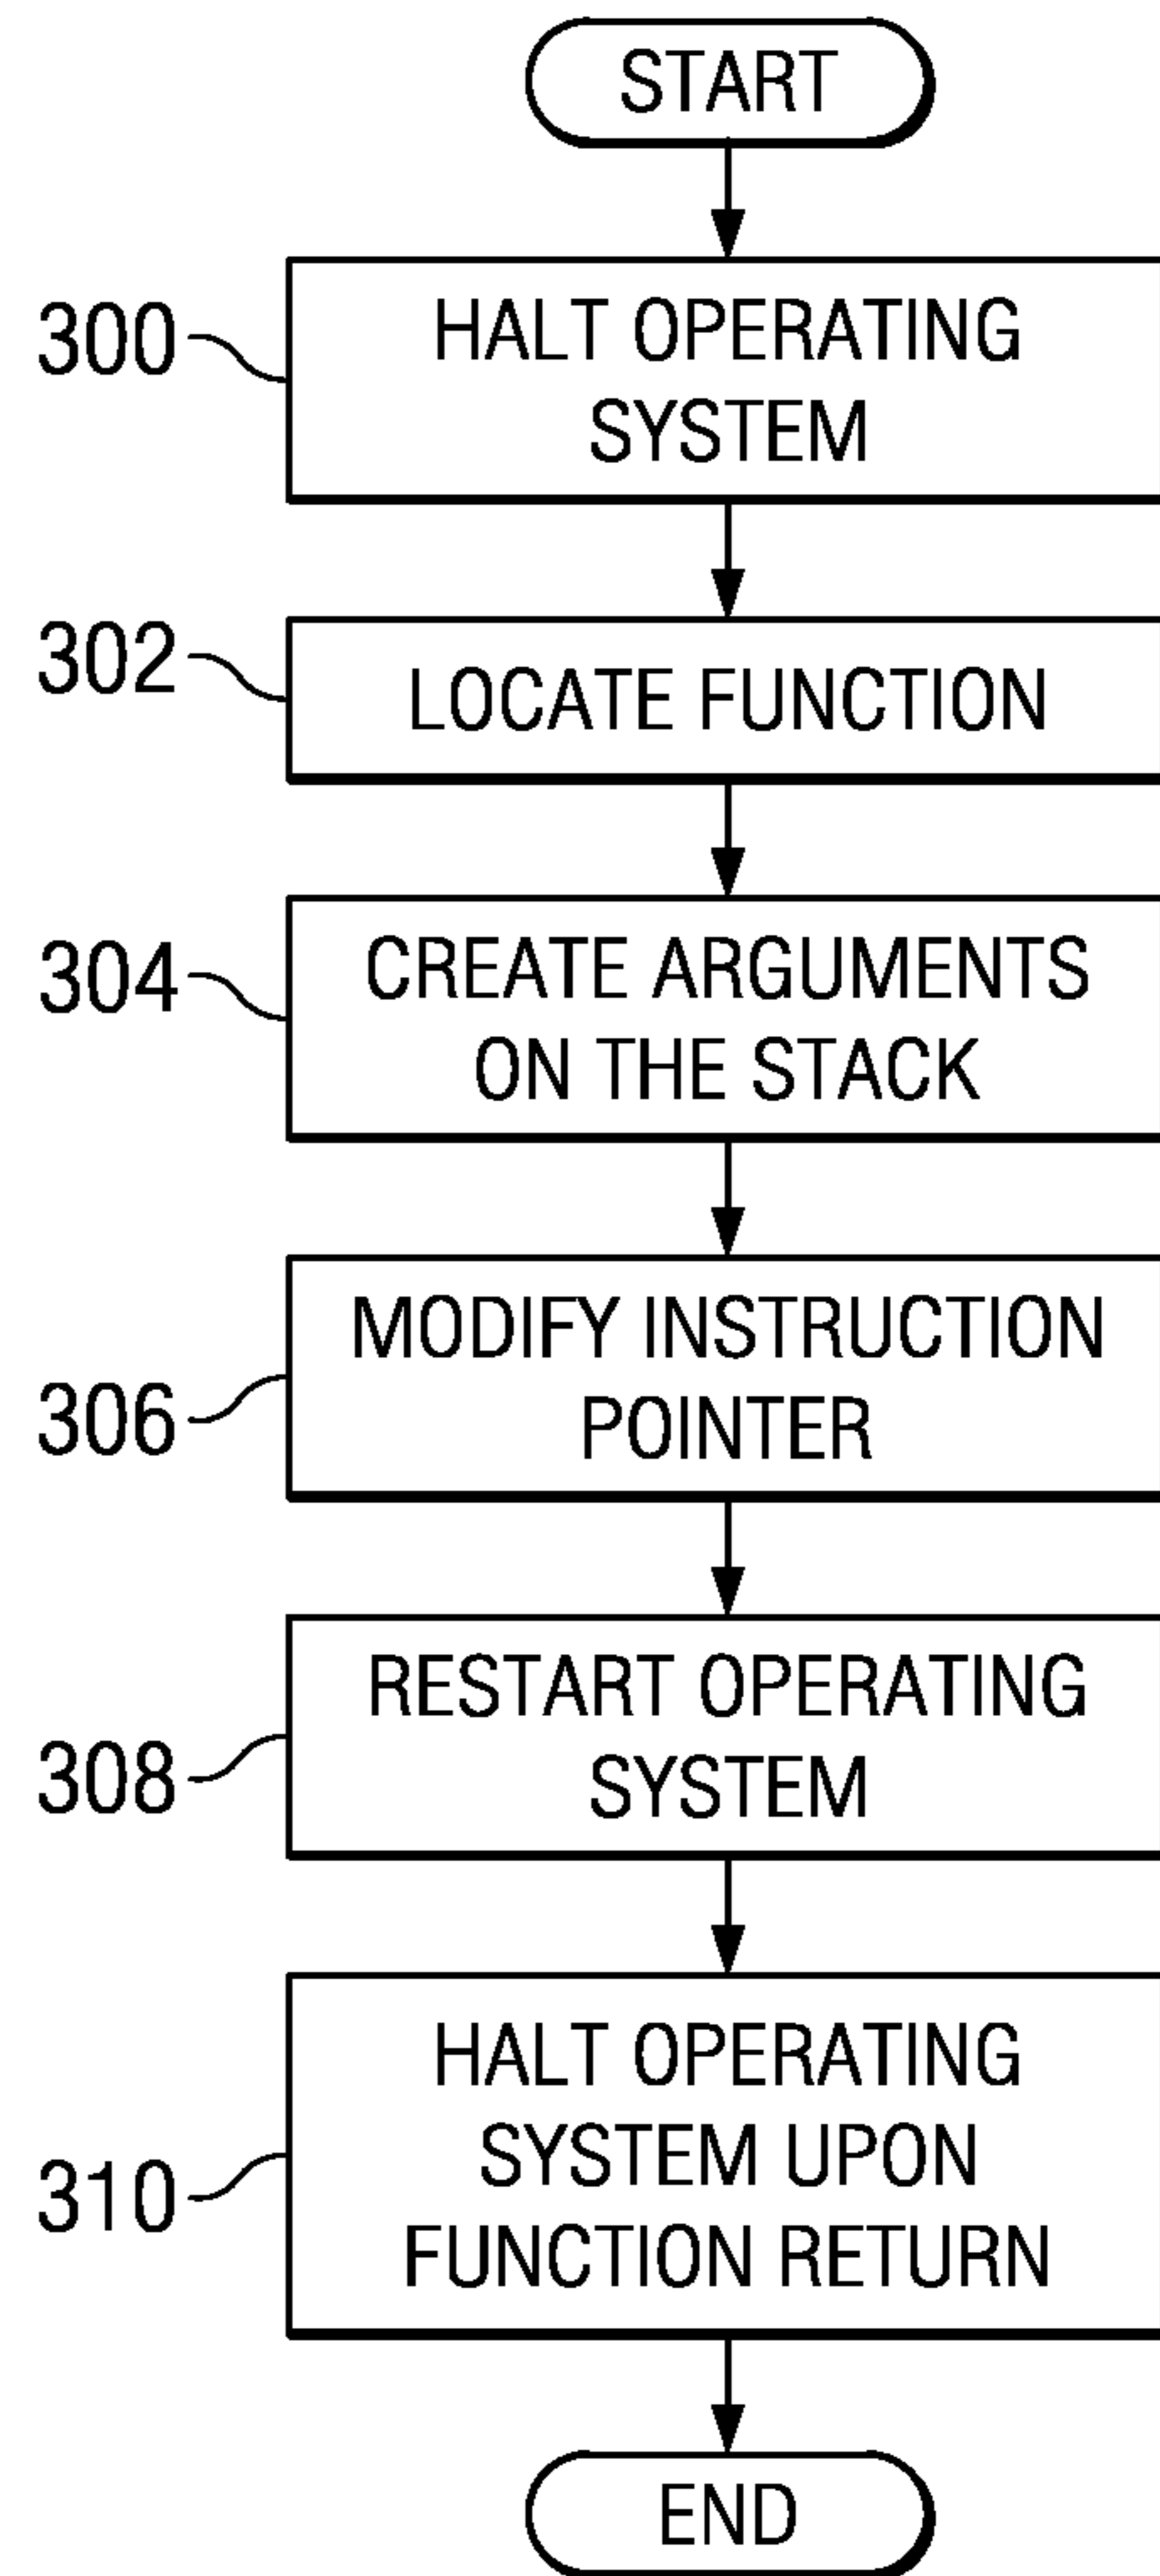 START
300
HALT OPERATING
SYSTEM
302
LOCATE FUNCTION
304
CREATE ARGUMENTS
ON THE STACK
306
MODIFY INSTRUCTION
POINTER
308
RESTART OPERATING
SYSTEM
310
HALT OPERATING
SYSTEM UPON
FUNCTION RETURN
END